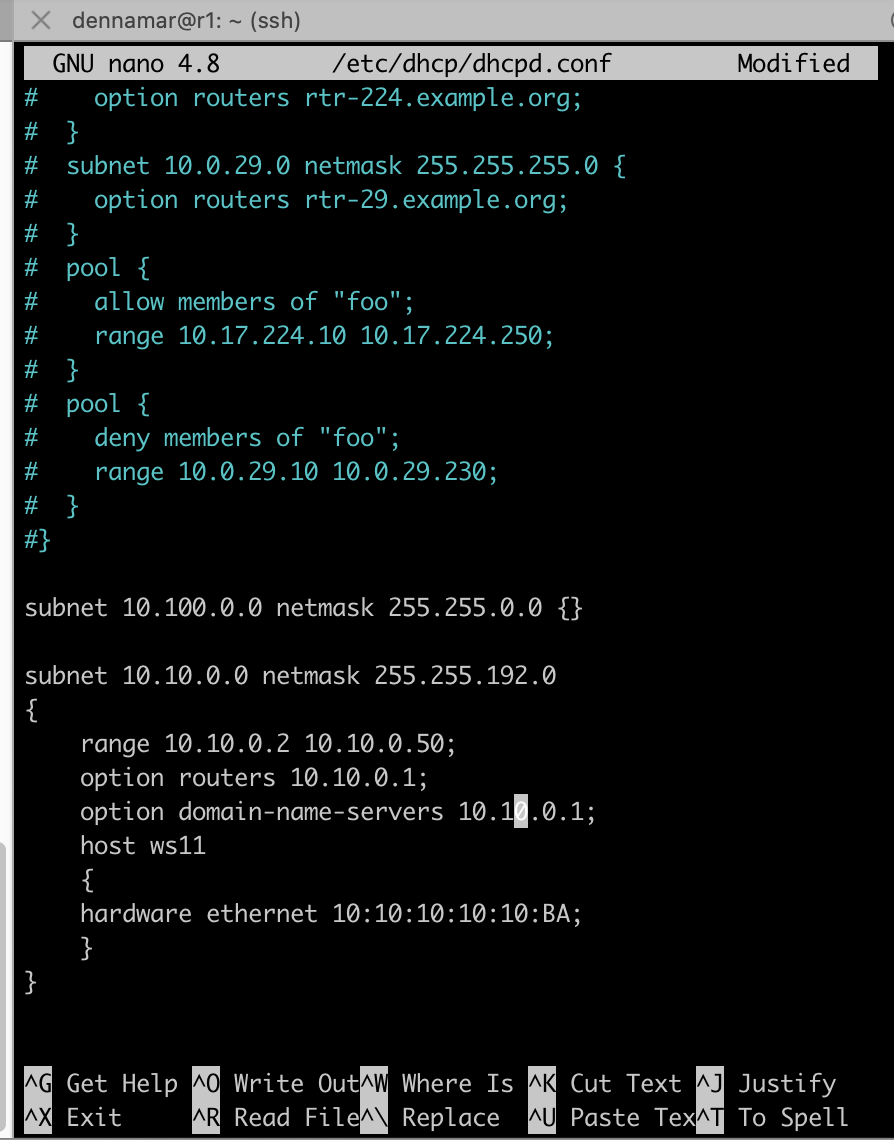 dennamar@r1: ~ (ssh)
GNU nano 4.8 /etc/dhcp/dhcpd.conf Modified
#    option routers rtr-224.example.org;
#  }
#  subnet 10.0.29.0 netmask 255.255.255.0 {
#    option routers rtr-29.example.org;
#  }
#  pool {
#    allow members of "foo";
#    range 10.17.224.10 10.17.224.250;
#  }
#  pool {
#    deny members of "foo";
#    range 10.0.29.10 10.0.29.230;
#  }
#}
subnet 10.100.0.0 netmask 255.255.0.0 {}
subnet 10.10.0.0 netmask 255.255.192.0
{
    range 10.10.0.2 10.10.0.50;
    option routers 10.10.0.1;
    option domain-name-servers 10.10.0.1;
    host ws11
    {
    hardware ethernet 10:10:10:10:10:BA;
    }
}
^G Get Help ^O Write Out^W Where Is ^K Cut Text ^J Justify
^X Exit ^R Read File^\ Replace ^U Paste Tex^T To Spell